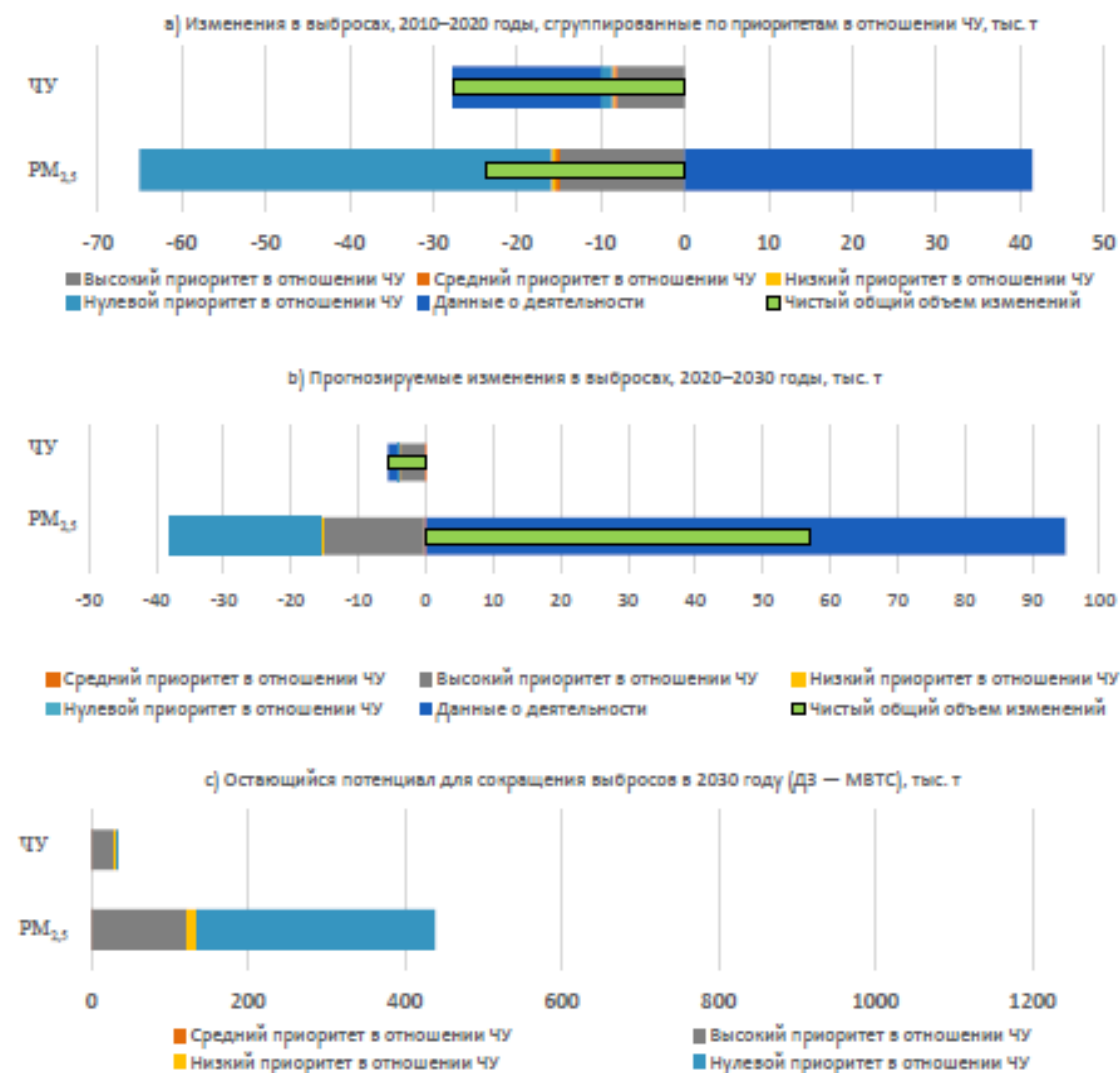 a) Изменения в выбросах, 2010–2020 годы, сгруппированные по приоритетам в отношении ЧУ, тыс. т
ЧУ
PM2,5
-70 -60 -50 -40 -30 -20 -10 0 10 20 30 40 50
Высокий приоритет в отношении ЧУ Средний приоритет в отношении ЧУ Низкий приоритет в отношении ЧУ
Нулевой приоритет в отношении ЧУ Данные о деятельности Чистый общий объем изменений
b) Прогнозируемые изменения в выбросах, 2020–2030 годы, тыс. т
ЧУ
PM2,5
-50 -40 -30 -20 -10 0 10 20 30 40 50 60 70 80 90 100
Средний приоритет в отношении ЧУ Высокий приоритет в отношении ЧУ Низкий приоритет в отношении ЧУ
Нулевой приоритет в отношении ЧУ Данные о деятельности Чистый общий объем изменений
c) Остающийся потенциал для сокращения выбросов в 2030 году (ДЗ — МВТС), тыс. т
ЧУ
PM2,5
0 200 400 600 800 1000 1200
Средний приоритет в отношении ЧУ Высокий приоритет в отношении ЧУ
Низкий приоритет в отношении ЧУ Нулевой приоритет в отношении ЧУ